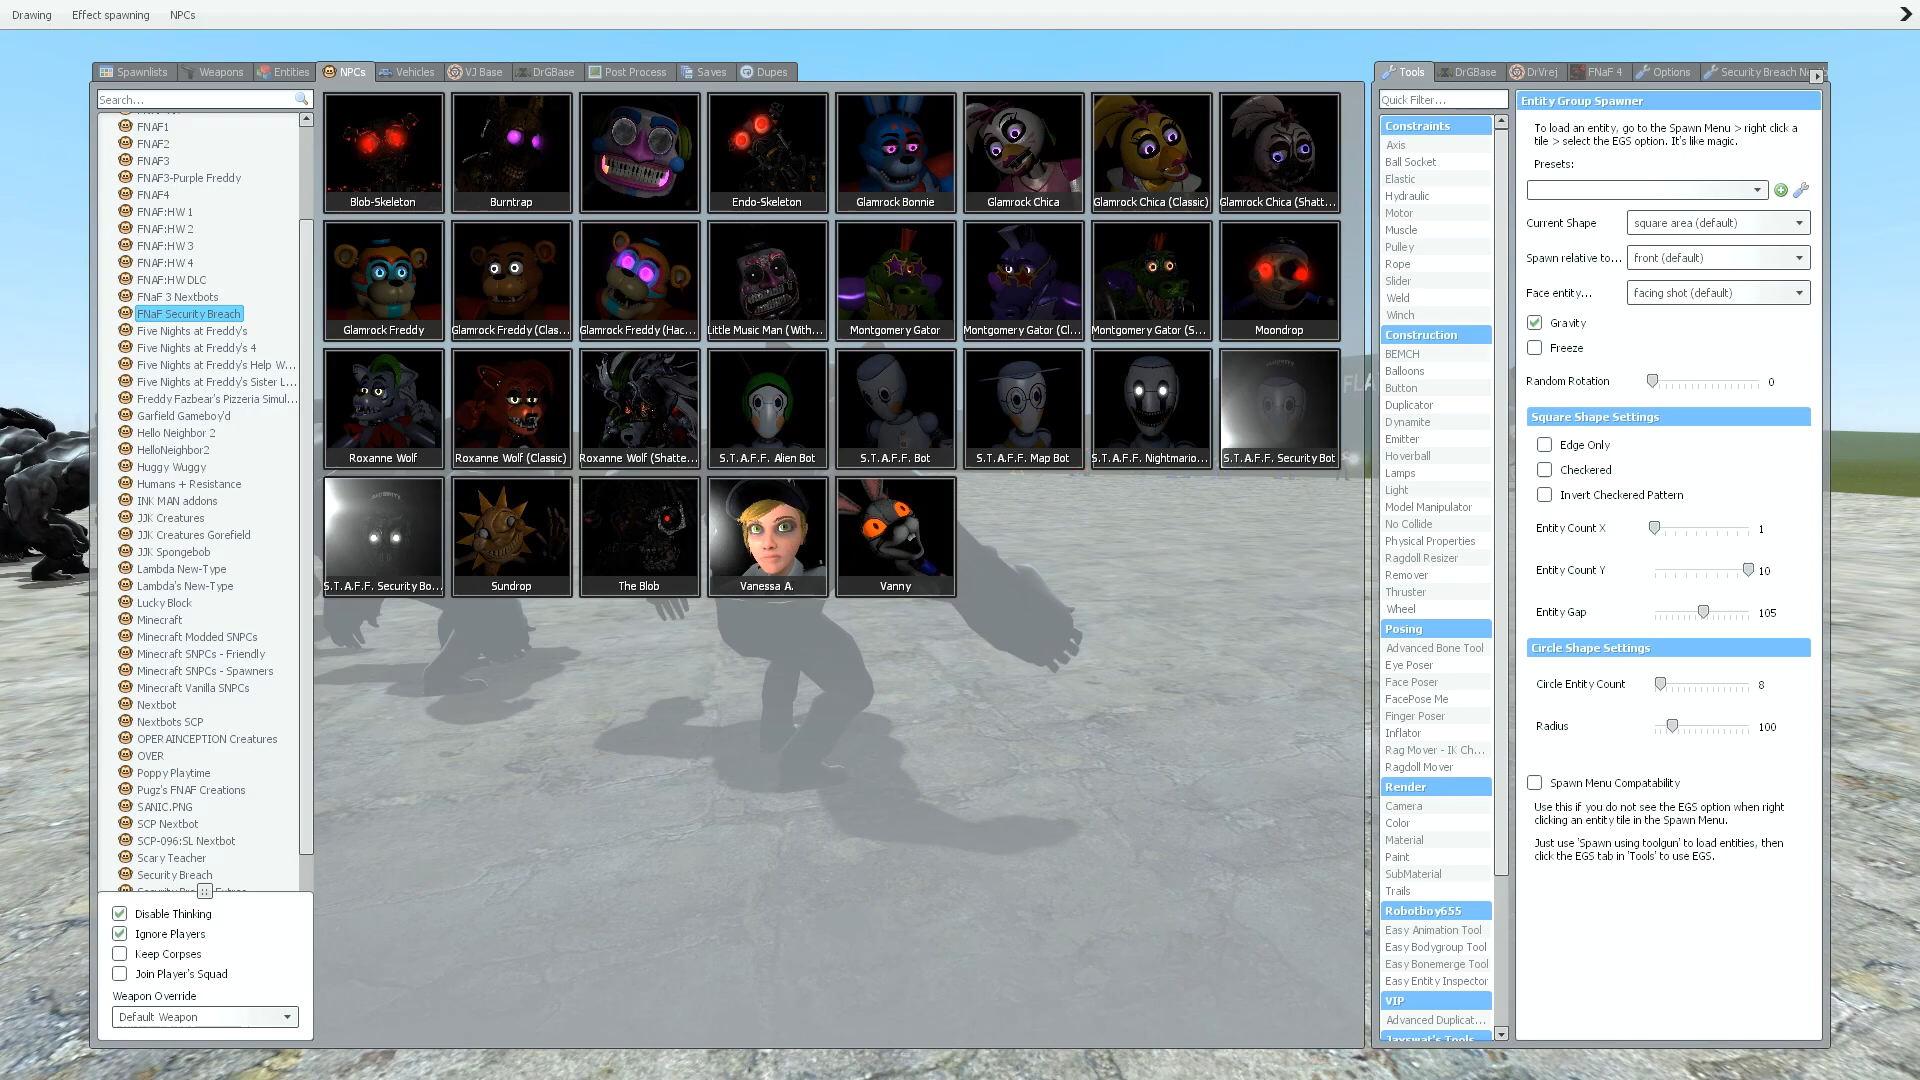 Drawing Effect spawning NPCs
Spawnlists Weapons Entities NPCs Vehicles VJ Base DrGBase Post Process Saves Dupes
Search...
FNAF1
FNAF2
FNAF3
FNAF3-Purple Freddy
FNAF4
FNAF:HW 1
FNAF:HW 2
FNAF:HW 3
FNAF:HW 4
FNAF:HW DLC
FNaF 3 Nextbots
FNaF Security Breach
Five Nights at Freddy's
Five Nights at Freddy's 4
Five Nights at Freddy's Help W...
Five Nights at Freddy's Sister L...
Freddy Fazbear's Pizzeria Simul...
Garfield Gameboy'd
Hello Neighbor 2
HelloNeighbor2
Huggy Wuggy
Humans + Resistance
INK MAN addons
JJK Creatures
JJK Creatures Gorefield
JJK Spongebob
Lambda New-Type
Lambda's New-Type
Lucky Block
Minecraft
Minecraft Modded SNPCs
Minecraft SNPCs - Friendly
Minecraft SNPCs - Spawners
Minecraft Vanilla SNPCs
Nextbot
Nextbots SCP
OPERAINCEPTION Creatures
OVER
Poppy Playtime
Pugz's FNAF Creations
SANIC.PNG
SCP Nextbot
SCP-096:SL Nextbot
Scary Teacher
Security Breach
Disable Thinking
Ignore Players
Keep Corpses
Join Player's Squad
Weapon Override
Default Weapon
Blob-Skeleton Burntrap Endo-Skeleton Glamrock Bonnie Glamrock Chica Glamrock Chica (Classic) Glamrock Chica (Shatt...
Glamrock Freddy Glamrock Freddy (Clas... Glamrock Freddy (Hac... Little Music Man (With... Montgomery Gator Montgomery Gator (Cl... Montgomery Gator (S... Moondrop
Roxanne Wolf Roxanne Wolf (Classic) Roxanne Wolf (Shatte... S.T.A.F.F. Alien Bot S.T.A.F.F. Bot S.T.A.F.F. Map Bot S.T.A.F.F. Nightmario... S.T.A.F.F. Security Bot
S.T.A.F.F. Security Bo... Sundrop The Blob Vanessa A. Vanny
Tools DrGBase DrVrej FNaF 4 Options Security Breach
Quick Filter...
Constraints
Axis
Ball Socket
Elastic
Hydraulic
Motor
Muscle
Pulley
Rope
Slider
Weld
Winch
Construction
BEMCH
Balloons
Button
Duplicator
Dynamite
Emitter
Hoverball
Lamps
Light
Model Manipulator
No Collide
Physical Properties
Ragdoll Resizer
Remover
Thruster
Wheel
Posing
Advanced Bone Tool
Eye Poser
Face Poser
FacePose Me
Finger Poser
Inflator
Rag Mover - IK Ch...
Ragdoll Mover
Render
Camera
Color
Material
Paint
SubMaterial
Trails
Robotboy655
Easy Animation Tool
Easy Bodygroup Tool
Easy Bonemerge Tool
Easy Entity Inspector
VIP
Advanced Duplicat...
Jayswat's Tools
Entity Group Spawner
To load an entity, go to the Spawn Menu > right click a
tile > select the EGS option. It's like magic.
Presets:
Current Shape square area (default)
Spawn relative to... front (default)
Face entity... facing shot (default)
Gravity
Freeze
Random Rotation 0
Square Shape Settings
Edge Only
Checkered
Invert Checkered Pattern
Entity Count X 1
Entity Count Y 10
Entity Gap 105
Circle Shape Settings
Circle Entity Count 8
Radius 100
Spawn Menu Compatability
Use this if you do not see the EGS option when right
clicking an entity tile in the Spawn Menu.
Just use 'Spawn using toolgun' to load entities, then
click the EGS tab in 'Tools' to use EGS.